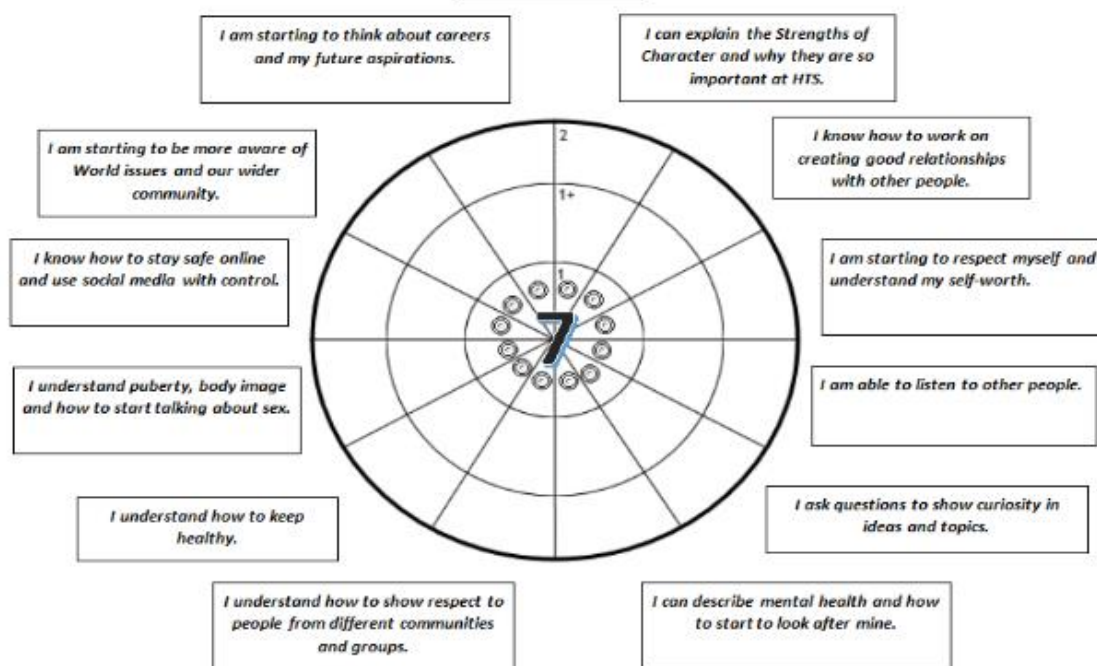 I am starting to think about careers
and my future aspirations.
I can explain the Strengths of
Character and why they are so
important at HTS.
I am starting to be more aware of
World issues and our wider
community.
I know how to work on
creating good relationships
with other people.
I know how to stay safe online
and use social media with control.
I am starting to respect myself and
understand my self-worth.
2
1+
1
7
I understand puberty, body image
and how to start talking about sex.
I am able to listen to other people.
I understand how to keep
healthy.
I ask questions to show curiosity in
ideas and topics.
I understand how to show respect to
people from different communities
and groups.
I can describe mental health and how
to start to look after mine.